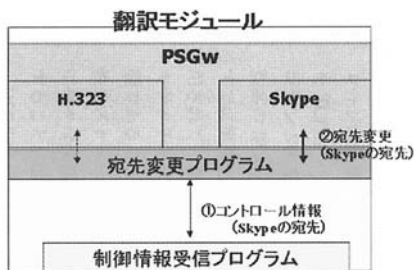 翻訳モジュール
PSGw
H.323
Skype
②宛先変更
(Skypeの宛先)
宛先変更プログラム
①コントロール情報
(Skypeの宛先)
制御情報受信プログラム